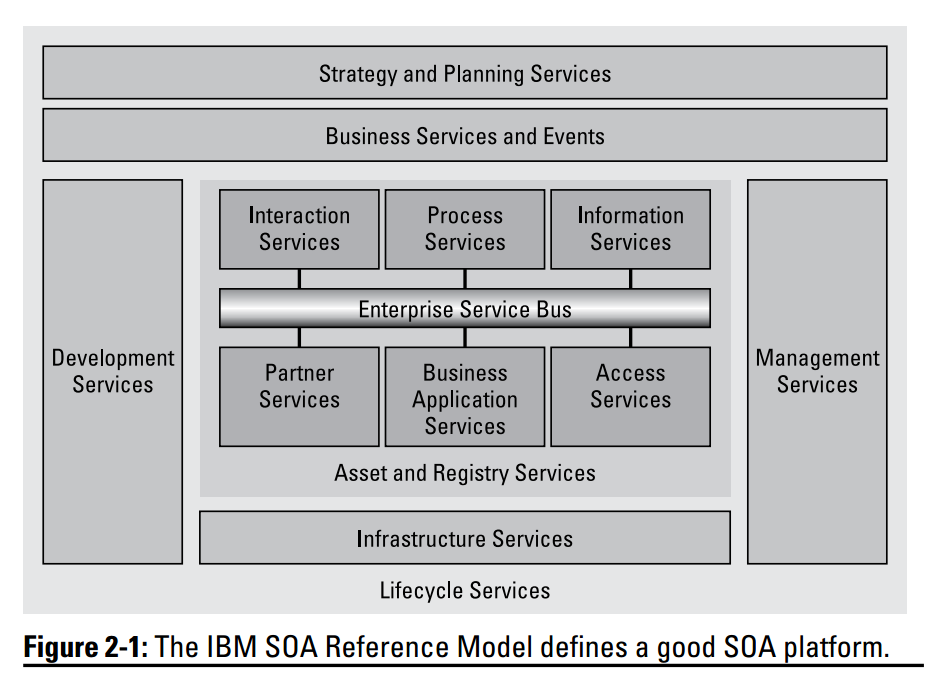 Strategy and Planning Services
Business Services and Events
Development
Services
Interaction
Services
Process
Services
Information
Services
Enterprise Service Bus
Partner
Services
Business
Application
Services
Access
Services
Asset and Registry Services
Management
Services
Infrastructure Services
Lifecycle Services
Figure 2-1: The IBM SOA Reference Model defines a good SOA platform.